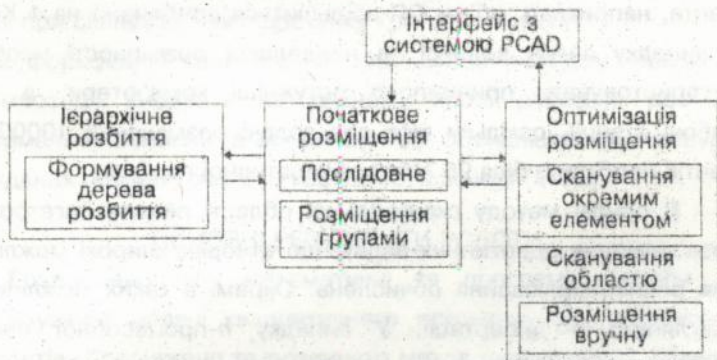 Інтерфейс з
системою PCAD
Ієрархічне
розбиття
Формування
дерева
розбиття
Початкове
розміщення
Послідовне
Розміщення
групами
Оптимізація
розміщення
Сканування
окремим
елементом
Сканування
областю
Розміщення
вручну